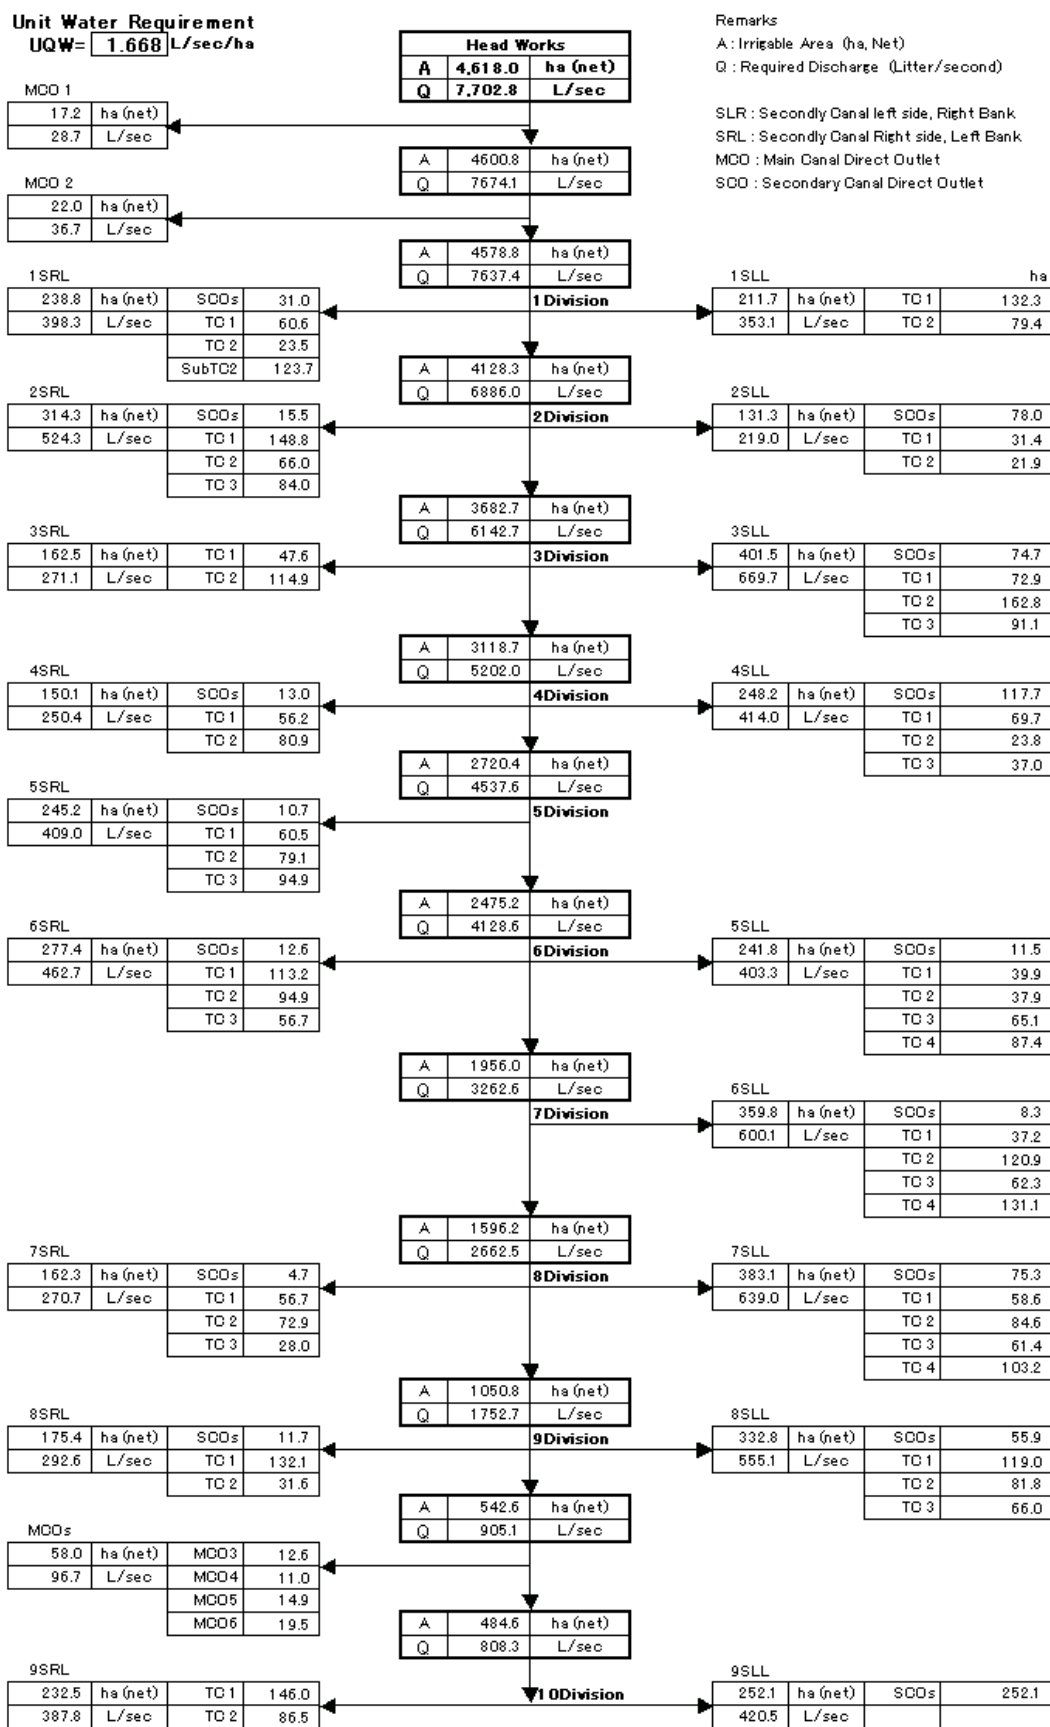 Unit Water Requirement
UQW= 1.668 L/sec/ha
Head Works
A 4,618.0 ha (net)
Q 7,702.8 L/sec
Remarks
A : Irrigable Area (ha, Net)
Q : Required Discharge (Litter/second)
SLR : Secondly Canal left side, Right Bank
SRL : Secondly Canal Right side, Left Bank
MCO : Main Canal Direct Outlet
SCO : Secondary Canal Direct Outlet
MCO 1
17.2 ha (net)
28.7 L/sec
A 4600.8 ha (net)
Q 7674.1 L/sec
MCO 2
22.0 ha (net)
36.7 L/sec
A 4578.8 ha (net)
Q 7637.4 L/sec
1SRL
238.8 ha (net) SCOs 31.0
398.3 L/sec TC 1 60.6
TC 2 23.5
SubTC2 123.7
1Division
1SLL ha
211.7 ha (net) TC 1 132.3
353.1 L/sec TC 2 79.4
A 4128.3 ha (net)
Q 6886.0 L/sec
2SRL
314.3 ha (net) SCOs 15.5
524.3 L/sec TC 1 148.8
TC 2 66.0
TC 3 84.0
2Division
2SLL
131.3 ha (net) SCOs 78.0
219.0 L/sec TC 1 31.4
TC 2 21.9
A 3682.7 ha (net)
Q 6142.7 L/sec
3SRL
162.5 ha (net) TC 1 47.6
271.1 L/sec TC 2 114.9
3Division
3SLL
401.5 ha (net) SCOs 74.7
669.7 L/sec TC 1 72.9
TC 2 162.8
TC 3 91.1
A 3118.7 ha (net)
Q 5202.0 L/sec
4SRL
150.1 ha (net) SCOs 13.0
250.4 L/sec TC 1 56.2
TC 2 80.9
4Division
4SLL
248.2 ha (net) SCOs 117.7
414.0 L/sec TC 1 69.7
TC 2 23.8
TC 3 37.0
A 2720.4 ha (net)
Q 4537.6 L/sec
5SRL
245.2 ha (net) SCOs 10.7
409.0 L/sec TC 1 60.5
TC 2 79.1
TC 3 94.9
5Division
A 2475.2 ha (net)
Q 4128.6 L/sec
6SRL
277.4 ha (net) SCOs 12.6
462.7 L/sec TC 1 113.2
TC 2 94.9
TC 3 56.7
6Division
5SLL
241.8 ha (net) SCOs 11.5
403.3 L/sec TC 1 39.9
TC 2 37.9
TC 3 65.1
TC 4 87.4
A 1956.0 ha (net)
Q 3262.6 L/sec
7Division
6SLL
359.8 ha (net) SCOs 8.3
600.1 L/sec TC 1 37.2
TC 2 120.9
TC 3 62.3
TC 4 131.1
A 1596.2 ha (net)
Q 2662.5 L/sec
7SRL
162.3 ha (net) SCOs 4.7
270.7 L/sec TC 1 56.7
TC 2 72.9
TC 3 28.0
8Division
7SLL
383.1 ha (net) SCOs 75.3
639.0 L/sec TC 1 58.6
TC 2 84.6
TC 3 61.4
TC 4 103.2
A 1050.8 ha (net)
Q 1752.7 L/sec
8SRL
175.4 ha (net) SCOs 11.7
292.6 L/sec TC 1 132.1
TC 2 31.6
9Division
8SLL
332.8 ha (net) SCOs 55.9
555.1 L/sec TC 1 119.0
TC 2 81.8
TC 3 66.0
A 542.6 ha (net)
Q 905.1 L/sec
MCOs
58.0 ha (net) MCO3 12.6
96.7 L/sec MCO4 11.0
MCO5 14.9
MCO6 19.5
A 484.6 ha (net)
Q 808.3 L/sec
9SRL
232.5 ha (net) TC 1 146.0
387.8 L/sec TC 2 86.5
10Division
9SLL
252.1 ha (net) SCOs 252.1
420.5 L/sec